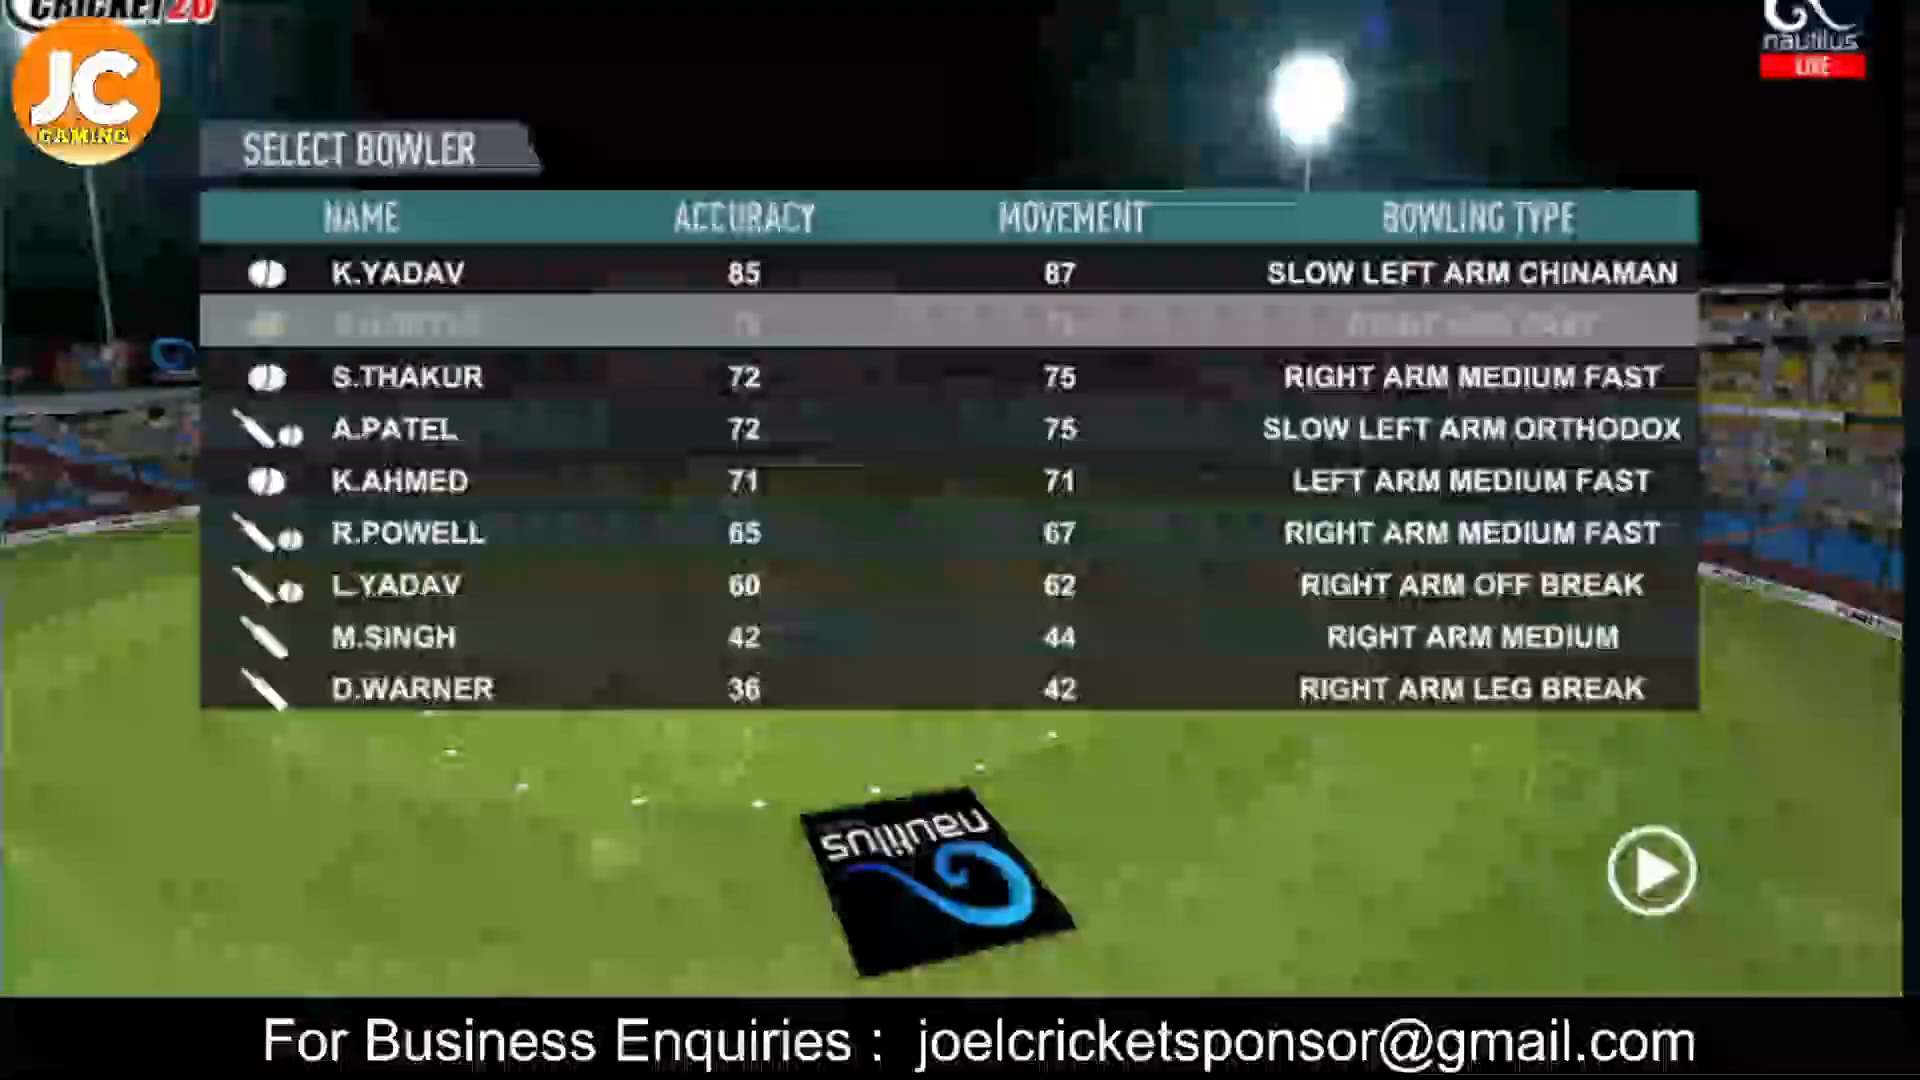 CRICKET 20
JC
GAMING
nautilus
LIVE
SELECT BOWLER
NAME ACCURACY MOVEMENT BOWLING TYPE
K.YADAV 85 87 SLOW LEFT ARM CHINAMAN
S.THAKUR 72 75 RIGHT ARM MEDIUM FAST
A.PATEL 72 75 SLOW LEFT ARM ORTHODOX
K.AHMED 71 71 LEFT ARM MEDIUM FAST
R.POWELL 65 67 RIGHT ARM MEDIUM FAST
L.YADAV 60 62 RIGHT ARM OFF BREAK
M.SINGH 42 44 RIGHT ARM MEDIUM
D.WARNER 36 42 RIGHT ARM LEG BREAK
nautilus
For Business Enquiries : joelcricketsponsor@gmail.com